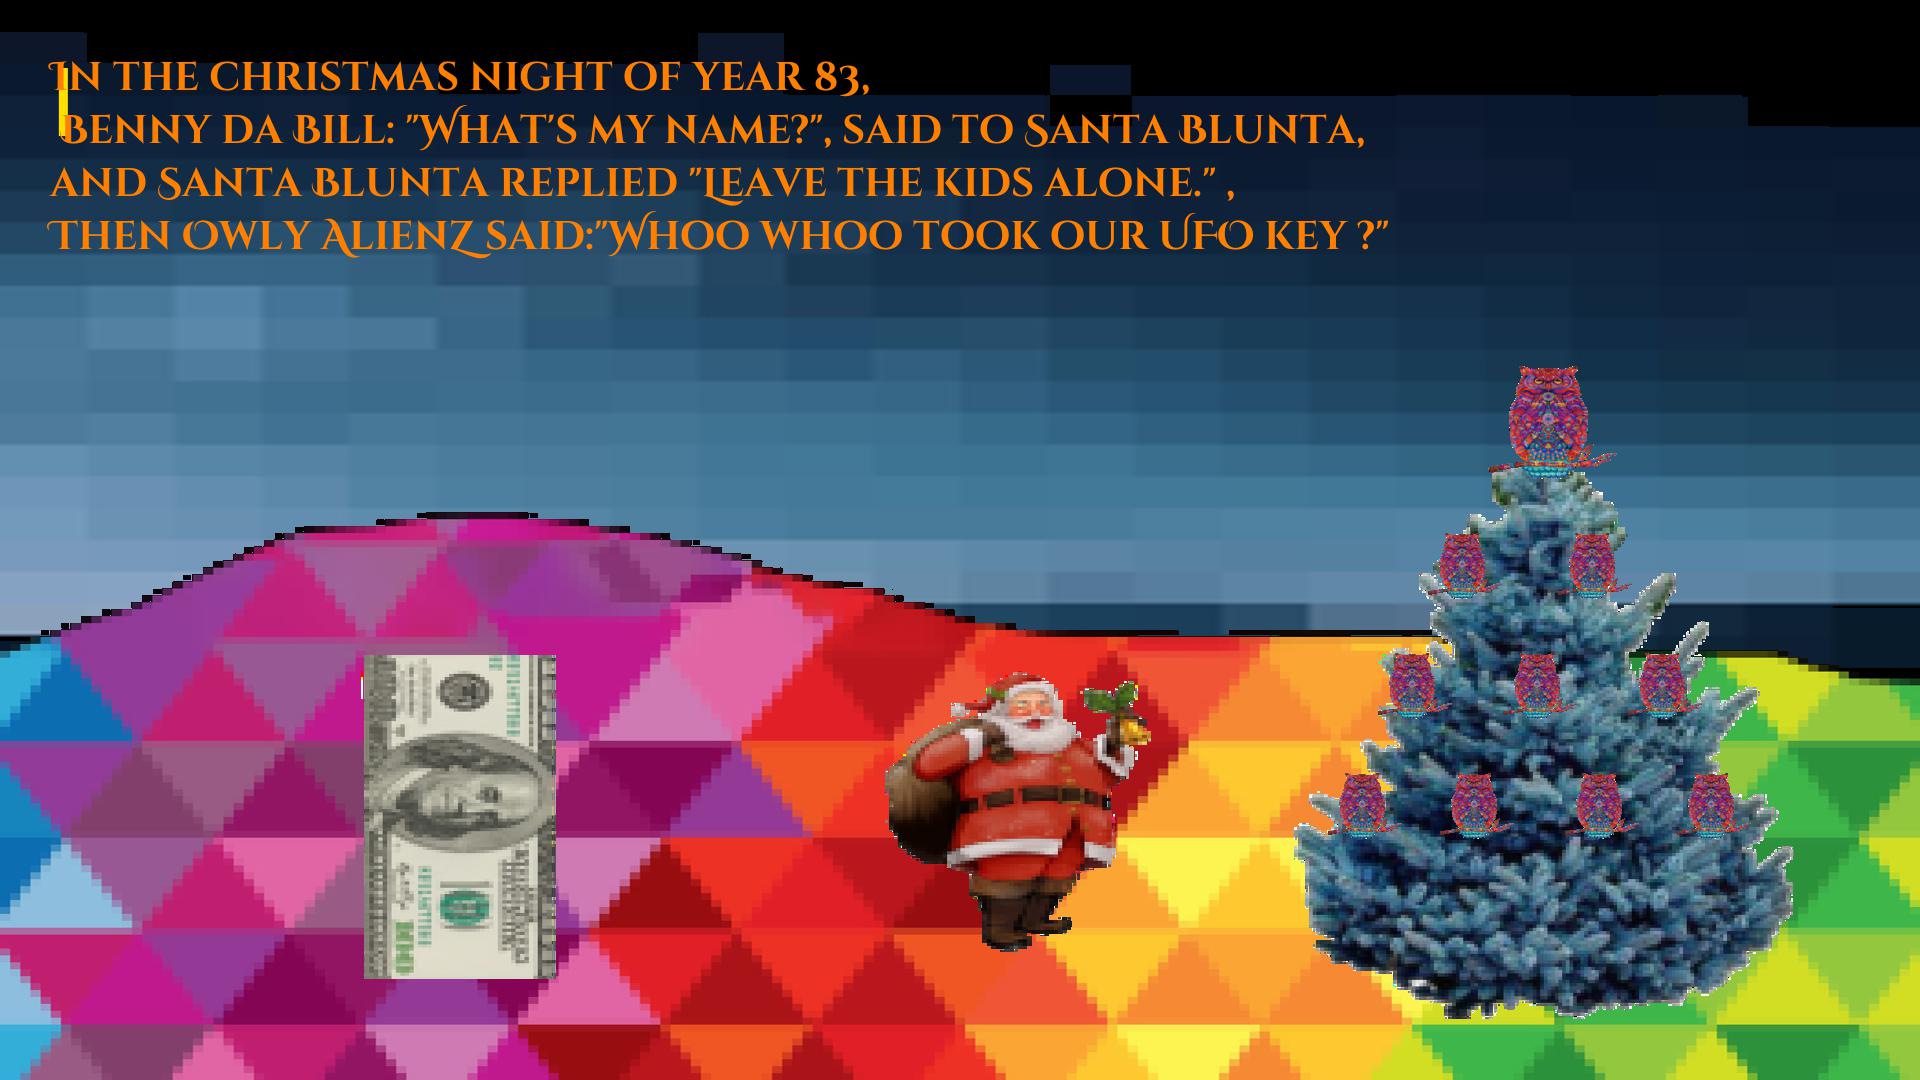 In the Christmas night of year 83,
Benny da Bill: "What's my name?", said to Santa Blunta,
and Santa Blunta replied "Leave the kids alone." ,
Then Owly Alienz said:"Whoo whoo took our UFO key ?"